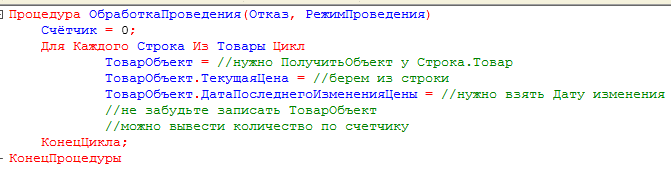 Процедура ОбработкаПроведения(Отказ, РежимПроведения)
Счётчик = 0;
Для Каждого Строка Из Товары Цикл
ТоварОбъект = //нужно ПолучитьОбъект у Строка.Товар
ТоварОбъект.ТекущаяЦена = //берем из строки
ТоварОбъект.ДатаПоследнегоИзмененияЦены = //нужно взять Дату изменения
//не забудьте записать ТоварОбъект
//можно вывести количество по счетчику
КонецЦикла;
КонецПроцедуры